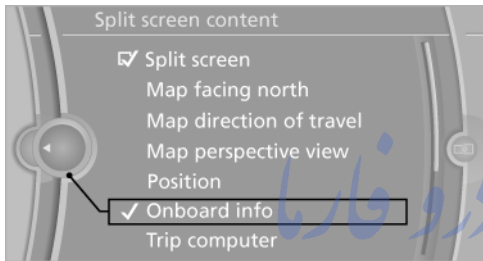 Split screen content
Split screen
Map facing north
Map direction of travel
Map perspective view
Position
Onboard info
Trip computer